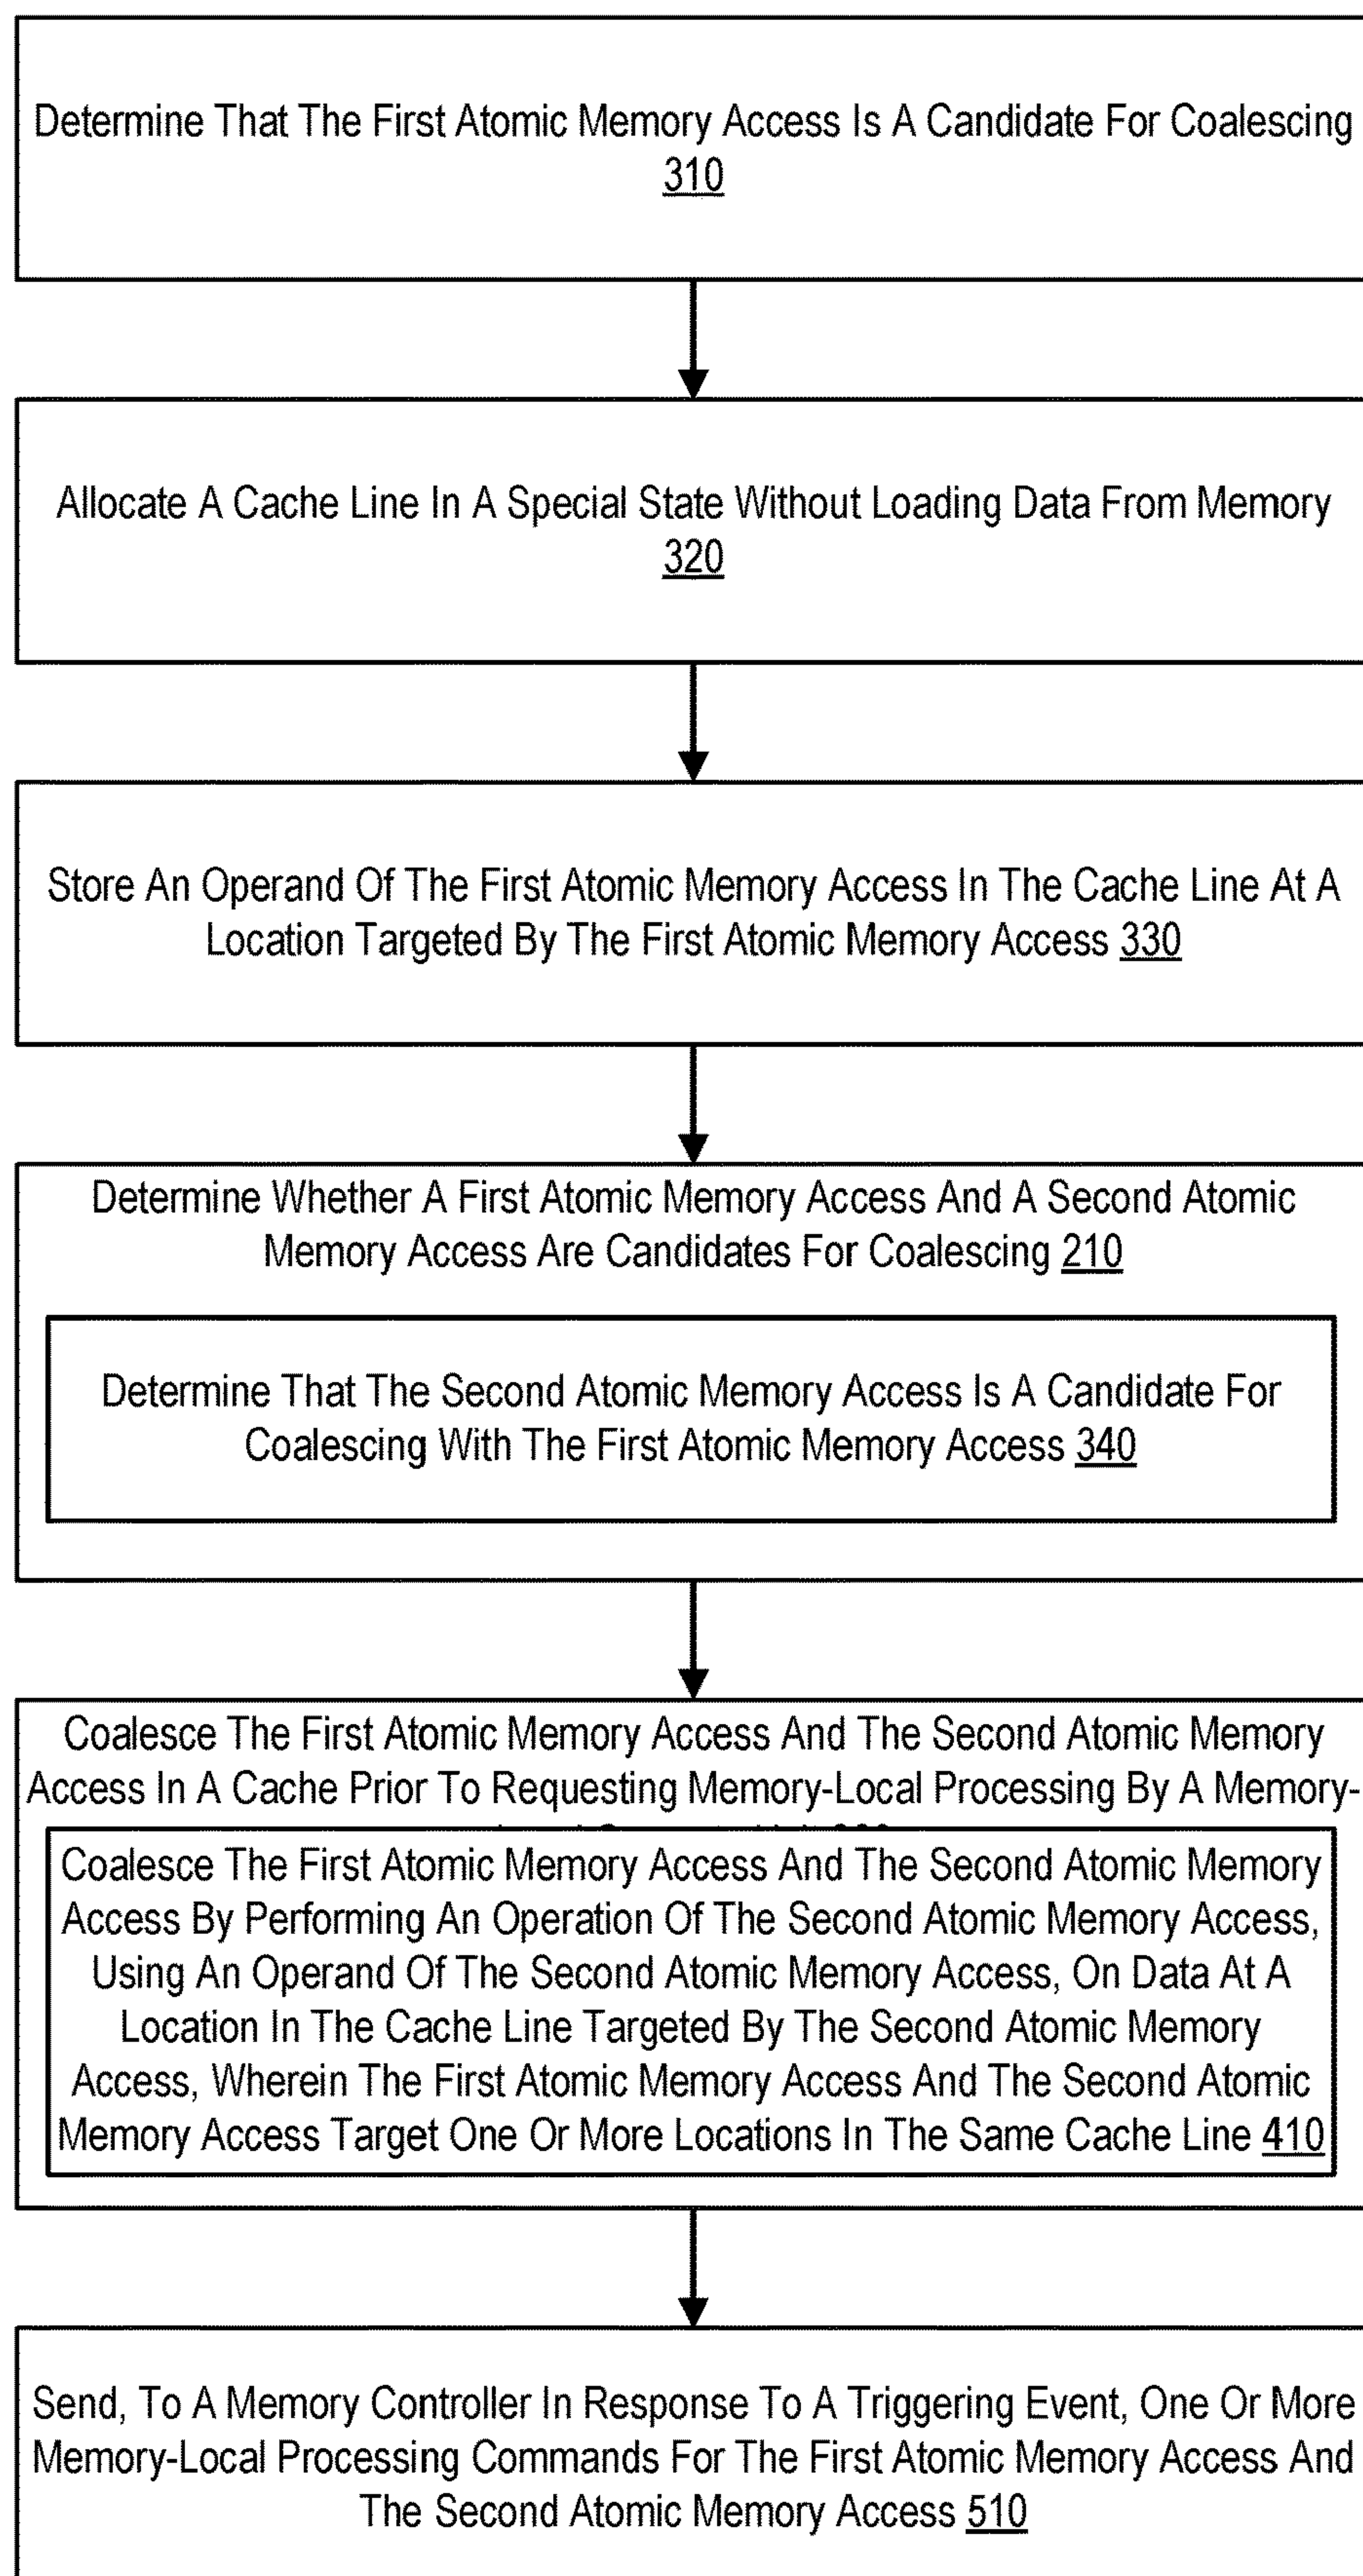 Determine That The First Atomic Memory Access Is A Candidate For Coalescing
310
Allocate A Cache Line In A Special State Without Loading Data From Memory
320
Store An Operand Of The First Atomic Memory Access In The Cache Line At A
Location Targeted By The First Atomic Memory Access 330
Determine Whether A First Atomic Memory Access And A Second Atomic
Memory Access Are Candidates For Coalescing 210
Determine That The Second Atomic Memory Access Is A Candidate For
Coalescing With The First Atomic Memory Access 340
Coalesce The First Atomic Memory Access And The Second Atomic Memory
Access In A Cache Prior To Requesting Memory-Local Processing By A Memory-
Coalesce The First Atomic Memory Access And The Second Atomic Memory
Access By Performing An Operation Of The Second Atomic Memory Access,
Using An Operand Of The Second Atomic Memory Access, On Data At A
Location In The Cache Line Targeted By The Second Atomic Memory
Access, Wherein The First Atomic Memory Access And The Second Atomic
Memory Access Target One Or More Locations In The Same Cache Line 410
Send, To A Memory Controller In Response To A Triggering Event, One Or More
Memory-Local Processing Commands For The First Atomic Memory Access And
The Second Atomic Memory Access 510